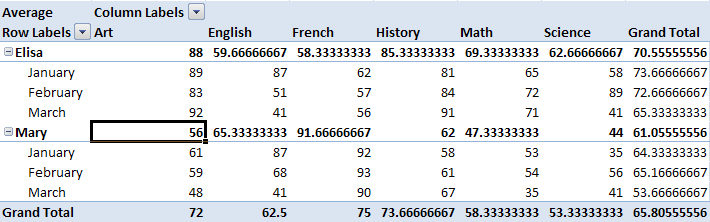 Average Column Labels
Row Labels Art English French History Math Science Grand Total
Elisa 88 59.66666667 58.33333333 85.33333333 69.33333333 62.66666667 70.55555556
January 89 87 62 81 65 58 73.66666667
February 83 51 57 84 72 89 72.66666667
March 92 41 56 91 71 41 65.33333333
Mary 56 65.33333333 91.66666667 62 47.33333333 44 61.05555556
January 61 87 92 58 53 35 64.33333333
February 59 68 93 61 54 56 65.16666667
March 48 41 90 67 35 41 53.66666667
Grand Total 72 62.5 75 73.66666667 58.33333333 53.33333333 65.80555556